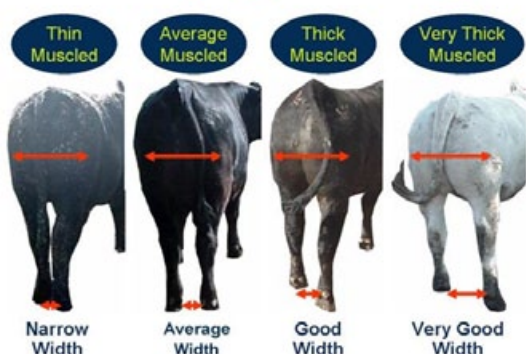 Thin
Muscled
Average
Muscled
Thick
Muscled
Very Thick
Muscled
Narrow
Width
Average
Width
Good
Width
Very Good
Width